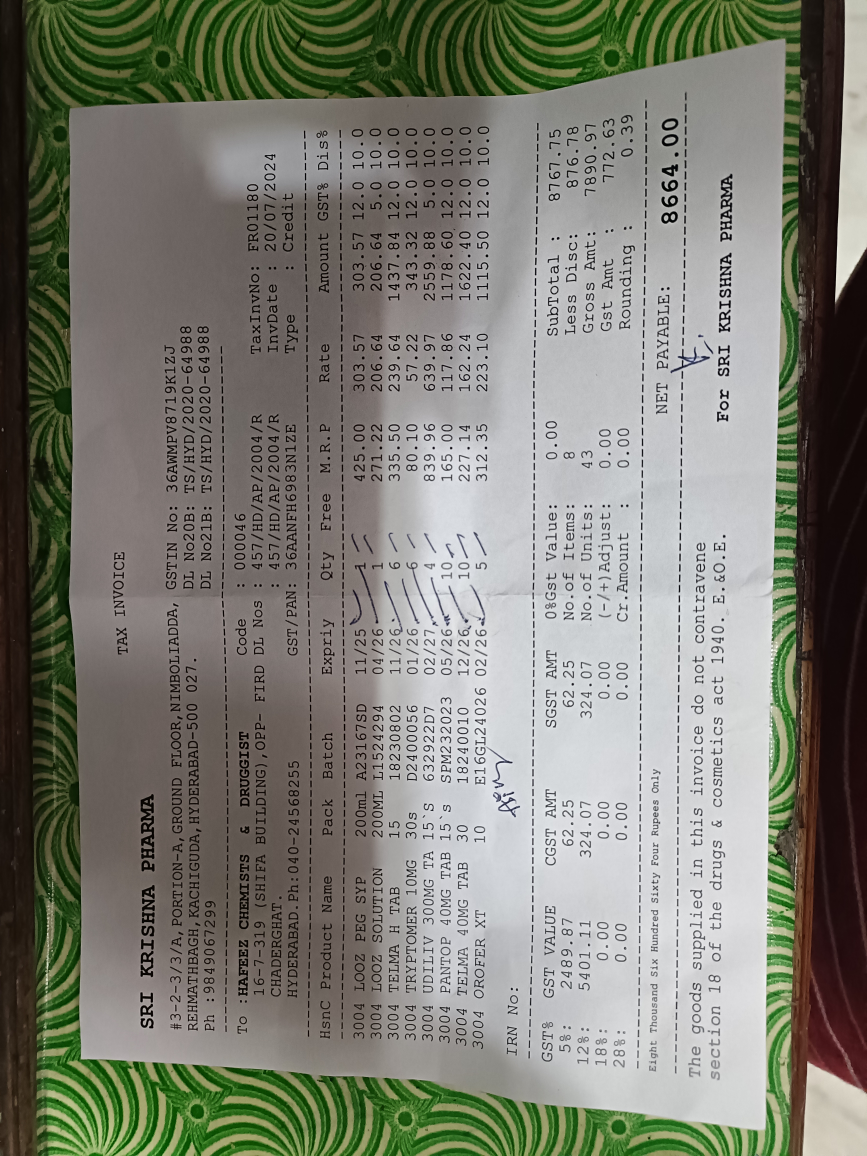 TAX INVOICE
SRI KRISHNA PHARMA
#3-2-3/3/A, PORTION-A, GROUND FLOOR, NIMBOLIADDA, GSTIN No: 36AWMPV8719K1ZJ
REHMATHBAGH, KACHIGUDA, HYDERABAD-500 027. DL No20B: TS/HYD/2020-64988
Ph :9849067299 DL No21B: TS/HYD/2020-64988
To :HAFEEZ CHEMISTS & DRUGGIST Code : 000046 TaxInvNo: FR01180
16-7-319 (SHIFA BUILDING),OPP- FIRD DL Nos : 457/HD/AP/2004/R InvDate : 20/07/2024
CHADERGHAT. : 457/HD/AP/2004/R Type : Credit
HYDERABAD.Ph:040-24568255 GST/PAN: 36AANFH6983N1ZE
HsnC Product Name Pack Batch Expriy Qty Free M.R.P Rate Amount GST% Dis%
3004 LOOZ PEG SYP 200ml A23167SD 11/25 1 425.00 303.57 303.57 12.0 10.0
3004 LOOZ SOLUTION 200ML L1524294 04/26 1 271.22 206.64 206.64 5.0 10.0
3004 TELMA H TAB 15 18230802 11/26 6 335.50 239.64 1437.84 12.0 10.0
3004 TRYPTOMER 10MG 30s D2400056 01/26 6 80.10 57.22 343.32 12.0 10.0
3004 UDILIV 300MG TA 15`S 632922D7 02/27 4 839.96 639.97 2559.88 5.0 10.0
3004 PANTOP 40MG TAB 15`s SPM232023 05/26 10 165.00 117.86 1178.60 12.0 10.0
3004 TELMA 40MG TAB 30 18240010 12/26 10 227.14 162.24 1622.40 12.0 10.0
3004 OROFER XT 10 E16GL24026 02/26 5 312.35 223.10 1115.50 12.0 10.0
IRN No:
GST% GST VALUE CGST AMT SGST AMT 0%Gst Value: 0.00 SubTotal : 8767.75
5%: 2489.87 62.25 62.25 No.of Items: 8 Less Disc: 876.78
12%: 5401.11 324.07 324.07 No.of Units: 43 Gross Amt: 7890.97
18%: 0.00 0.00 0.00 (-/+)Adjust: 0.00 Gst Amt : 772.63
28%: 0.00 0.00 0.00 Cr.Amount : 0.00 Rounding : 0.39
Eight Thousand Six Hundred Sixty Four Rupees Only NET PAYABLE: 8664.00
The goods supplied in this invoice do not contravene
section 18 of the drugs & cosmetics act 1940. E.&O.E. For SRI KRISHNA PHARMA